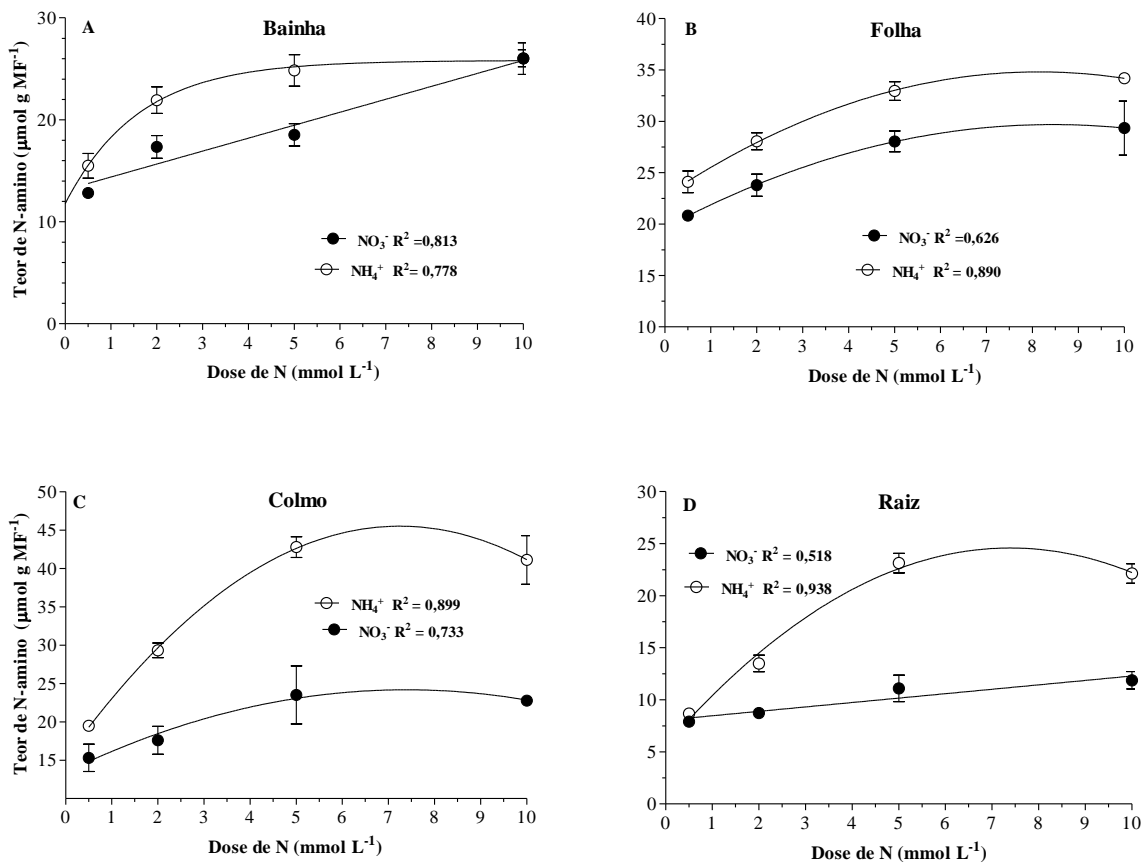 A
Bainha
Teor de N-amino (µmol g MF⁻¹)
30
20
10
0
NO₃⁻ R² =0,813
NH₄⁺ R²= 0,778
0 1 2 3 4 5 6 7 8 9 10
Dose de N (mmol L⁻¹)
B
Folha
40
35
30
25
20
15
10
NO₃⁻ R² =0,626
NH₄⁺ R²= 0,890
0 1 2 3 4 5 6 7 8 9 10
Dose de N (mmol L⁻¹)
C
Colmo
Teor de N-amino (µmol g MF⁻¹)
50
45
40
35
30
25
20
15
NH₄⁺ R² = 0,899
NO₃⁻ R² = 0,733
0 1 2 3 4 5 6 7 8 9 10
Dose de N (mmol L⁻¹)
D
Raiz
30
25
20
15
10
5
0
NO₃⁻ R² = 0,518
NH₄⁺ R² = 0,938
0 1 2 3 4 5 6 7 8 9 10
Dose de N (mmol L⁻¹)